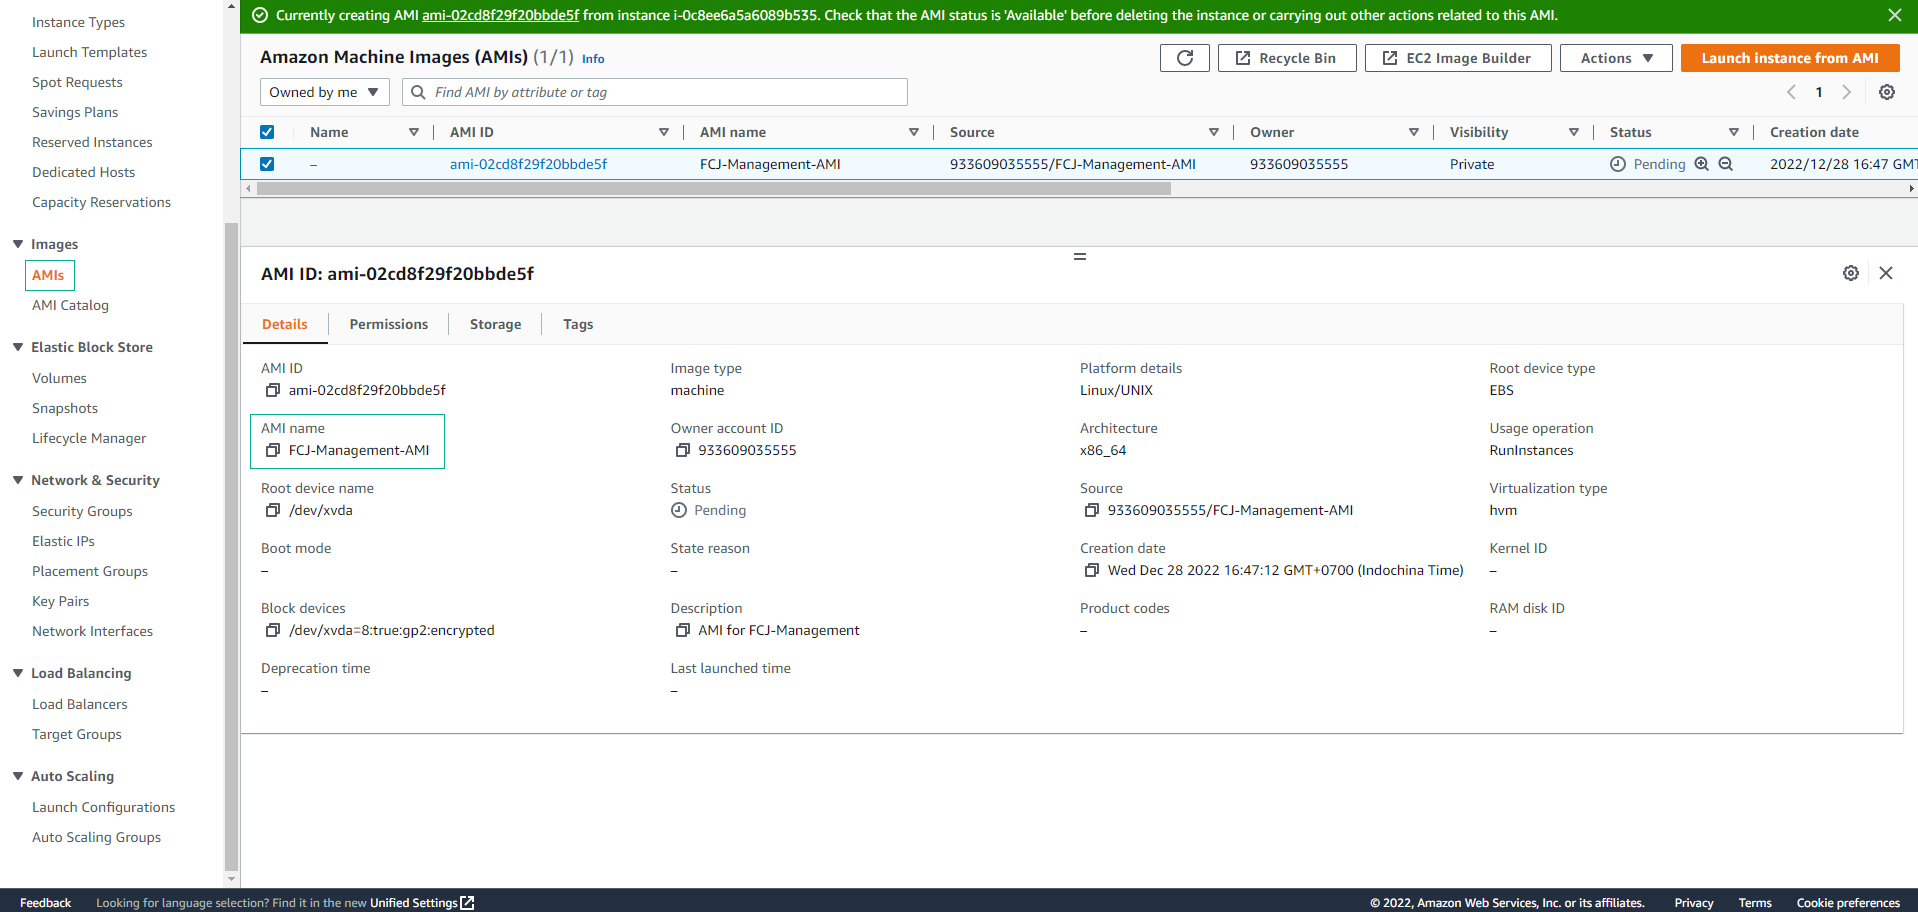 Instance Types
Launch Templates
Spot Requests
Savings Plans
Reserved Instances
Dedicated Hosts
Capacity Reservations
Images
AMIs
AMI Catalog
Elastic Block Store
Volumes
Snapshots
Lifecycle Manager
Network & Security
Security Groups
Elastic IPs
Placement Groups
Key Pairs
Network Interfaces
Load Balancing
Load Balancers
Target Groups
Auto Scaling
Launch Configurations
Auto Scaling Groups
Currently creating AMI ami-02cd8f29f20bbde5f from instance i-0c8ee6a5a6089b535. Check that the AMI status is 'Available' before deleting the instance or carrying out other actions related to this AMI.
Amazon Machine Images (AMIs) (1/1) Info
Recycle Bin EC2 Image Builder Actions Launch instance from AMI
Owned by me Find AMI by attribute or tag 1
Name AMI ID AMI name Source Owner Visibility Status Creation date
– ami-02cd8f29f20bbde5f FCJ-Management-AMI 933609035555/FCJ-Management-AMI 933609035555 Private Pending 2022/12/28 16:47 GMT
AMI ID: ami-02cd8f29f20bbde5f
Details Permissions Storage Tags
AMI ID Image type Platform details Root device type
ami-02cd8f29f20bbde5f machine Linux/UNIX EBS
AMI name Owner account ID Architecture Usage operation
FCJ-Management-AMI 933609035555 x86_64 RunInstances
Root device name Status Source Virtualization type
/dev/xvda Pending 933609035555/FCJ-Management-AMI hvm
Boot mode State reason Creation date Kernel ID
– – Wed Dec 28 2022 16:47:12 GMT+0700 (Indochina Time) –
Block devices Description Product codes RAM disk ID
/dev/xvda=8:true:gp2:encrypted AMI for FCJ-Management – –
Deprecation time Last launched time
– –
Feedback Looking for language selection? Find it in the new Unified Settings © 2022, Amazon Web Services, Inc. or its affiliates. Privacy Terms Cookie preferences